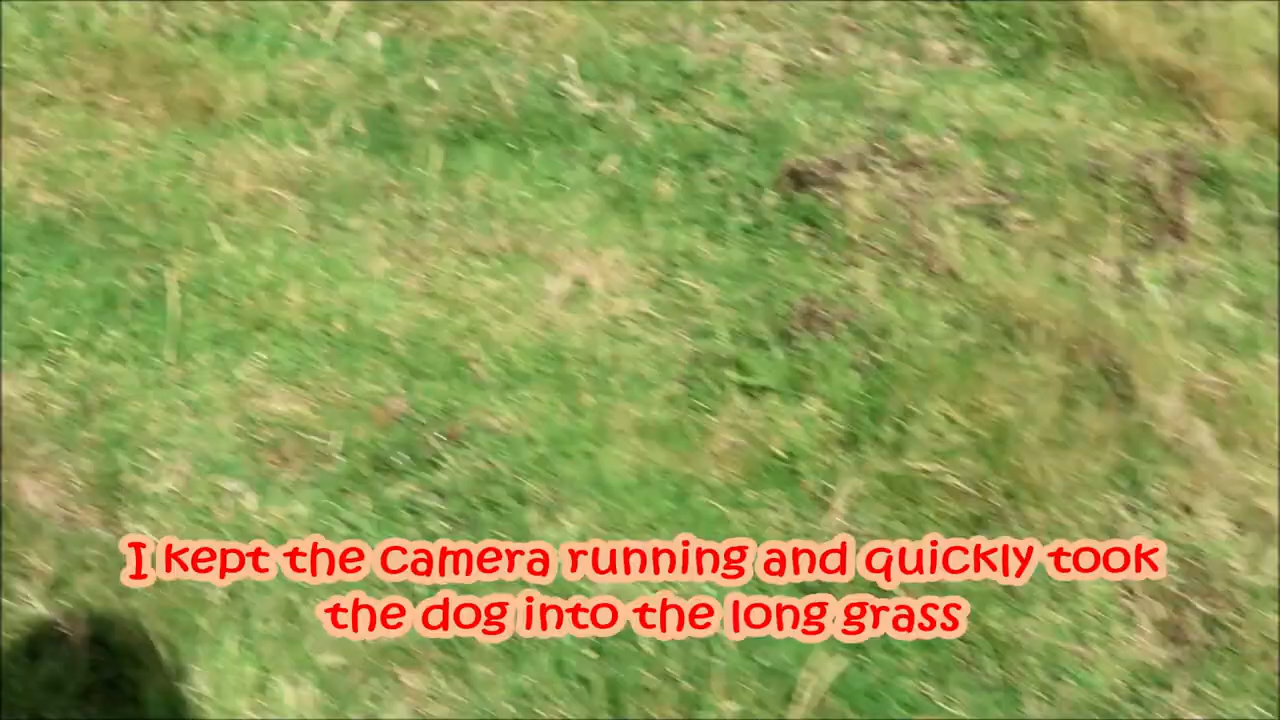 I kept the camera running and quickly took
the dog into the long grass